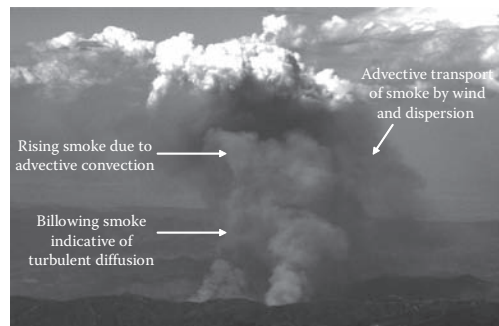 Advective transport
of smoke by wind
and dispersion
Rising smoke due to
advective convection
Billowing smoke
indicative of
turbulent diffusion